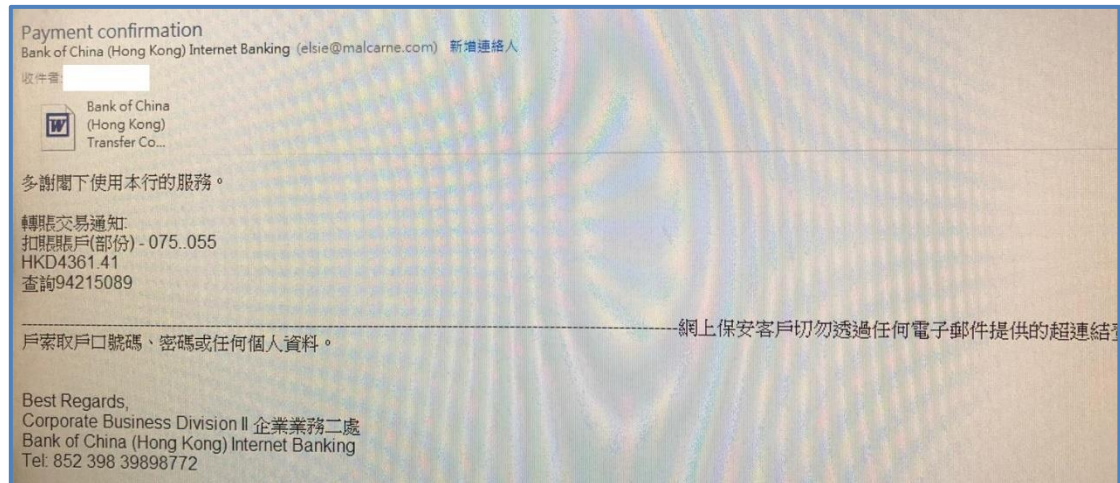 Payment confirmation
Bank of China (Hong Kong) Internet Banking (elsie@malcarne.com) 新增連絡人
收件者:
Bank of China
(Hong Kong)
Transfer Co...
多謝閣下使用本行的服務。
轉賬交易通知:
扣賬賬戶(部份) - 075..055
HKD4361.41
查詢94215089
網上保安客戶切勿透過任何電子郵件提供的超連結
戶索取戶口號碼、密碼或任何個人資料。
Best Regards,
Corporate Business Division II 企業業務二處
Bank of China (Hong Kong) Internet Banking
Tel: 852 398 39898772